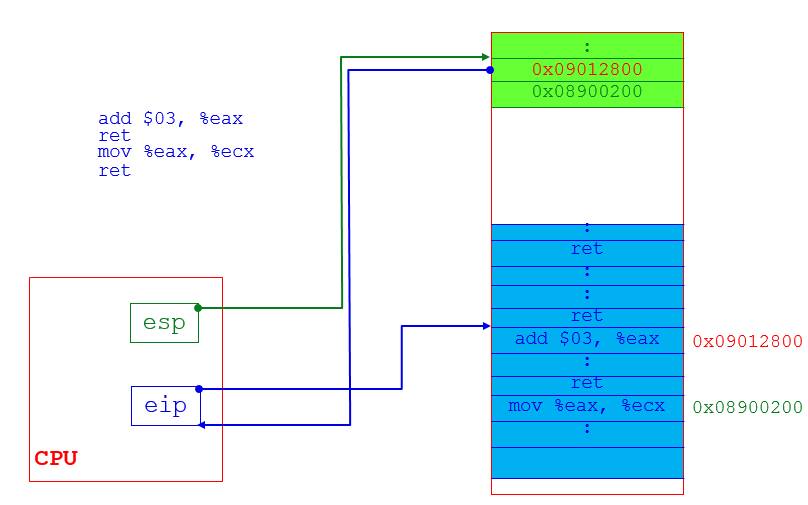 add $03, %eax
ret
mov %eax, %ecx
ret
esp
eip
CPU
:
0x09012800
0x08900200
:
ret
:
:
ret
add $03, %eax 0x09012800
:
ret
mov %eax, %ecx 0x08900200
: